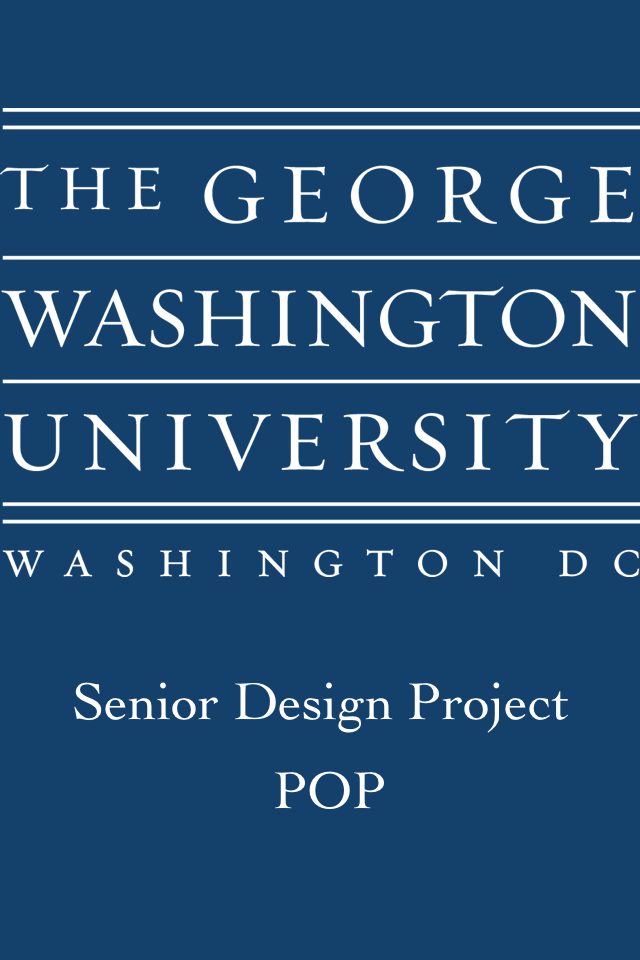 THE GEORGE
WASHINGTON
UNIVERSITY
WASHINGTON DC
Senior Design Project
POP